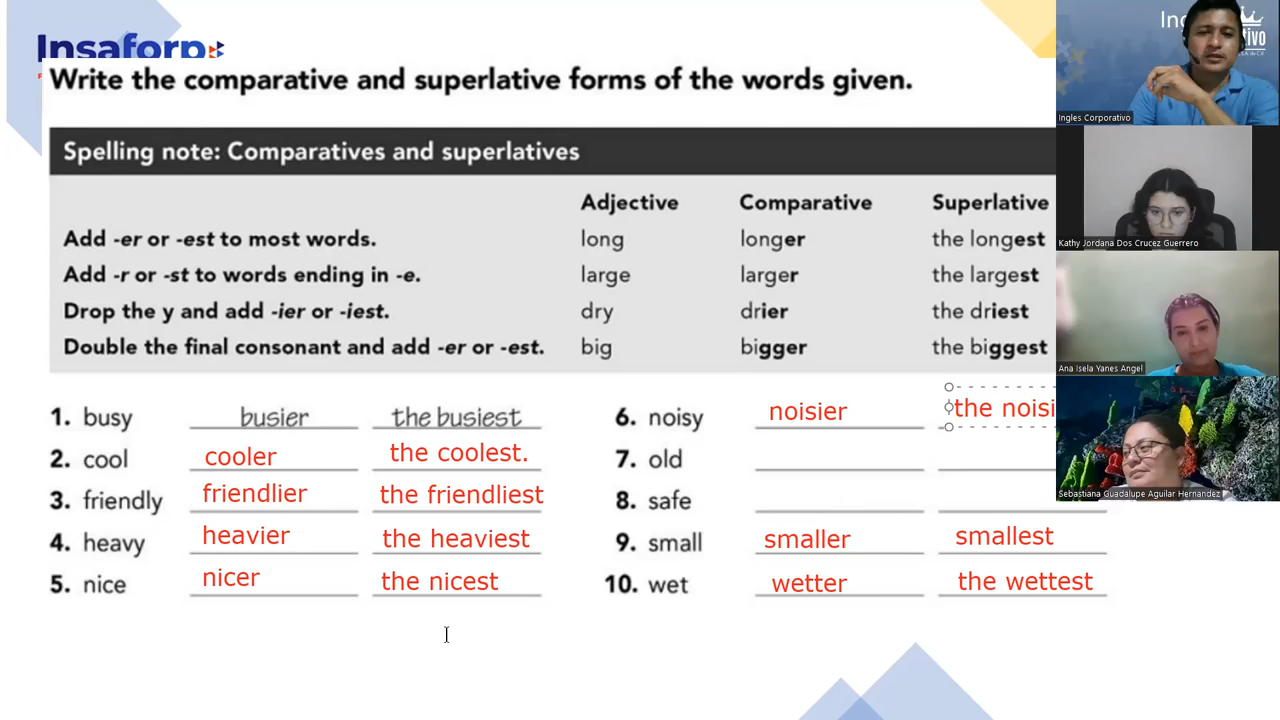 Insaforp
Write the comparative and superlative forms of the words given.
Spelling note: Comparatives and superlatives
Adjective Comparative Superlative
Add -er or -est to most words. long longer the longest
Add -r or -st to words ending in -e. large larger the largest
Drop the y and add -ier or -iest. dry drier the driest
Double the final consonant and add -er or -est. big bigger the biggest
1. busy busier the busiest
2. cool cooler the coolest.
3. friendly friendlier the friendliest
4. heavy heavier the heaviest
5. nice nicer the nicest
6. noisy noisier the noisi
7. old
8. safe
9. small smaller smallest
10. wet wetter the wettest
Ingles Corporativo
Kathy Jordana Dos Crucez Guerrero
Ana Isela Yanes Angel
Sebastiana Guadalupe Aguilar Hernandez